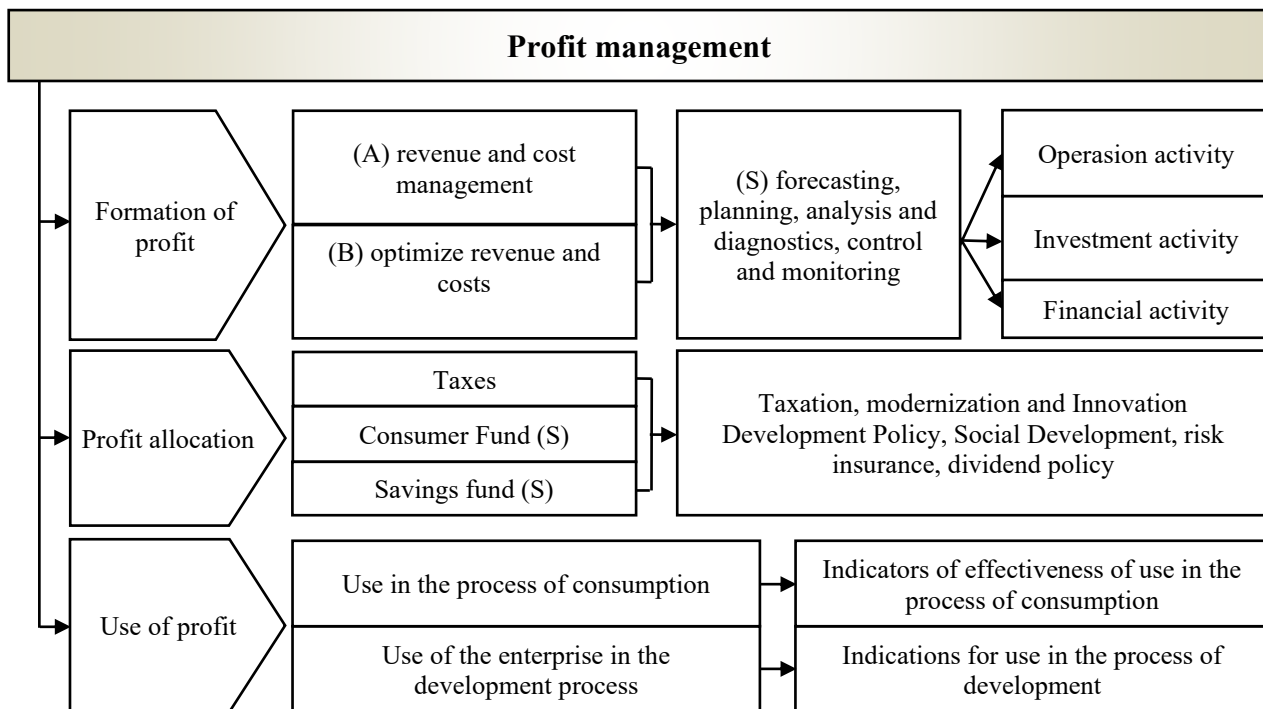 Profit management
Formation of
profit
(A) revenue and cost
management
(B) optimize revenue and
costs
(S) forecasting,
planning, analysis and
diagnostics, control
and monitoring
Operasion activity
Investment activity
Financial activity
Profit allocation
Taxes
Consumer Fund (S)
Savings fund (S)
Taxation, modernization and Innovation
Development Policy, Social Development, risk
insurance, dividend policy
Use of profit
Use in the process of consumption
Indicators of effectiveness of use in the
process of consumption
Use of the enterprise in the
development process
Indications for use in the process of
development